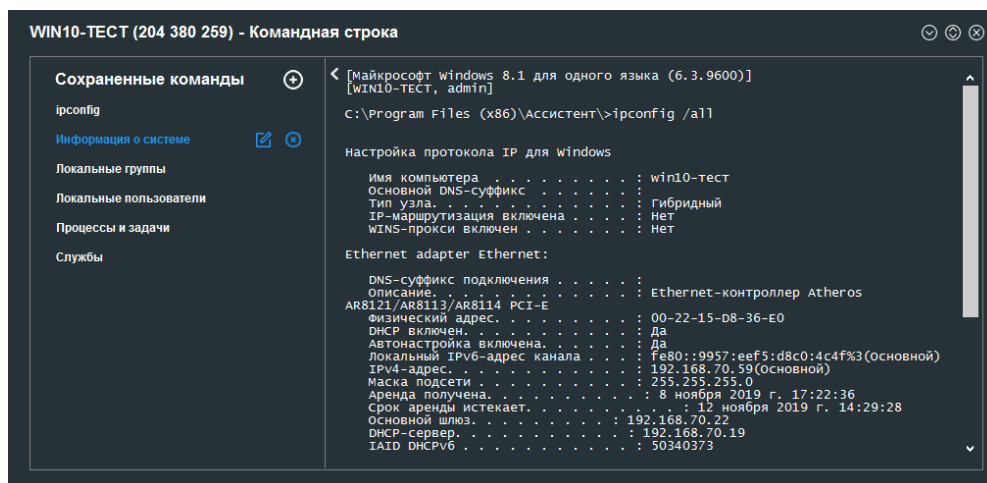 WIN10-ТЕСТ (204 380 259) - Командная строка
Сохраненные команды
ipconfig
Информация о системе
Локальные группы
Локальные пользователи
Процессы и задачи
Службы
[Майкрософт Windows 8.1 для одного языка (6.3.9600)]
[WIN10-ТЕСТ, admin]
C:\Program Files (x86)\Ассистент\>ipconfig /all
Настройка протокола IP для Windows
Имя компьютера . . . . . . . . . : win10-тест
Основной DNS-суффикс . . . . . . :
Тип узла. . . . . . . . . . . . . : Гибридный
IP-маршрутизация включена . . . . : Нет
WINS-прокси включен . . . . . . . : Нет
Ethernet adapter Ethernet:
DNS-суффикс подключения . . . . . :
Описание. . . . . . . . . . . . . : Ethernet-контроллер Atheros
AR8121/AR8113/AR8114 PCI-E
Физический адрес. . . . . . . . . : 00-22-15-D8-36-E0
DHCP включен. . . . . . . . . . . : Да
Автонастройка включена. . . . . . : Да
Локальный IPv6-адрес канала . . . : fe80::9957:eef5:d8c0:4c4f%3(Основной)
IPv4-адрес. . . . . . . . . . . . : 192.168.70.59(Основной)
Маска подсети . . . . . . . . . . : 255.255.255.0
Аренда получена. . . . . . . . . . : 8 ноября 2019 г. 17:22:36
Срок аренды истекает. . . . . . . . . . : 12 ноября 2019 г. 14:29:28
Основной шлюз. . . . . . . . . : 192.168.70.22
DHCP-сервер. . . . . . . . . . . : 192.168.70.19
IAID DHCPv6 . . . . . . . . . . . : 50340373